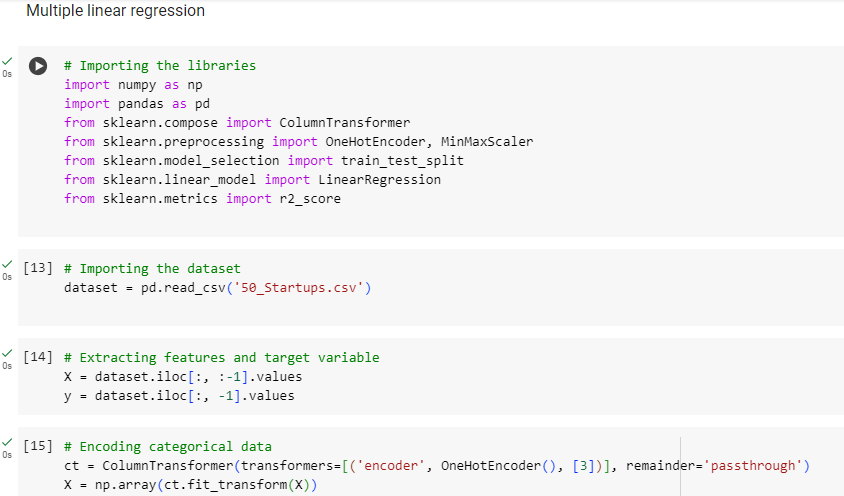 Multiple linear regression
0s
# Importing the libraries
import numpy as np
import pandas as pd
from sklearn.compose import ColumnTransformer
from sklearn.preprocessing import OneHotEncoder, MinMaxScaler
from sklearn.model_selection import train_test_split
from sklearn.linear_model import LinearRegression
from sklearn.metrics import r2_score
0s
[13] # Importing the dataset
dataset = pd.read_csv('50_Startups.csv')
0s
[14] # Extracting features and target variable
X = dataset.iloc[:, :-1].values
y = dataset.iloc[:, -1].values
0s
[15] # Encoding categorical data
ct = ColumnTransformer(transformers=[('encoder', OneHotEncoder(), [3])], remainder='passthrough')
X = np.array(ct.fit_transform(X))